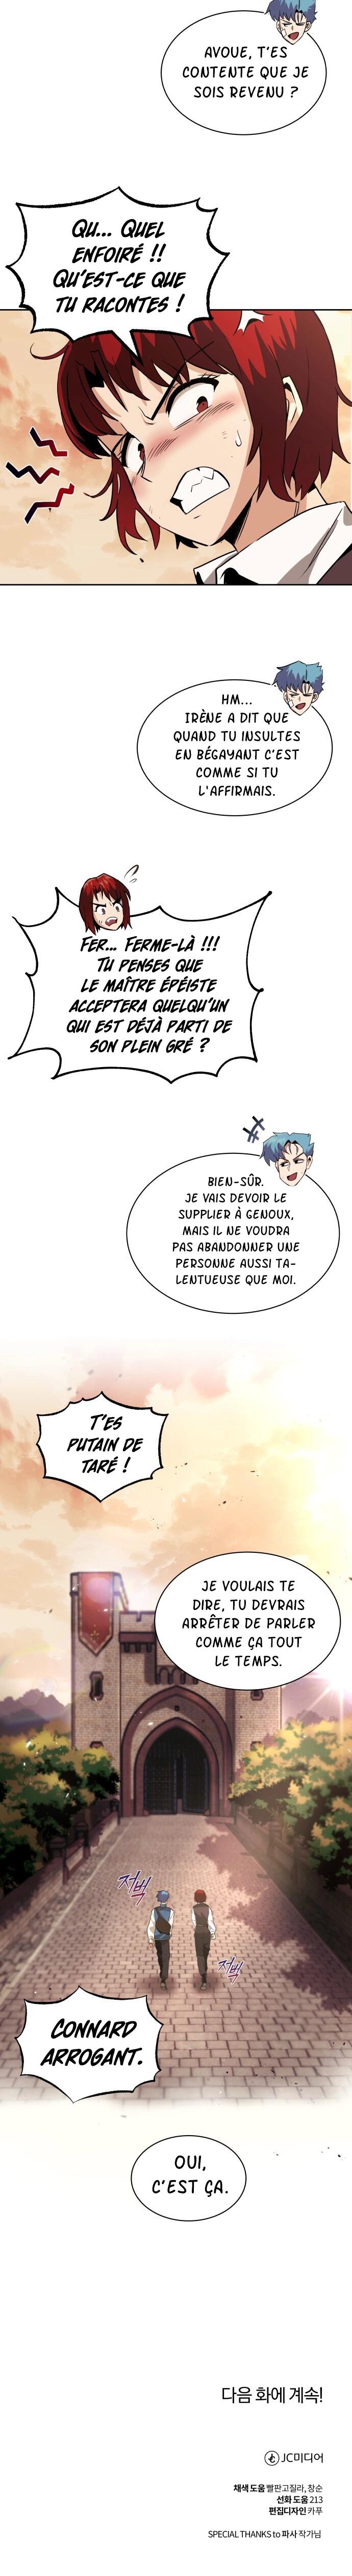 AVOUE, T'ES
CONTENTE QUE JE
SOIS REVENU ?
QU... QUEL
ENFOIRÉ !!
QU'EST-CE QUE
TU RACONTES !
HM...
IRÈNE A DIT QUE
QUAND TU INSULTES
EN BÉGAYANT C'EST
COMME SI TU
L'AFFIRMAIS.
FER... FERME-LÀ !!!
TU PENSES QUE
LE MAÎTRE ÉPÉISTE
ACCEPTERA QUELQU'UN
QUI EST DÉJÀ PARTI DE
SON PLEIN GRÉ ?
BIEN-SÛR.
JE VAIS DEVOIR LE
SUPPLIER À GENOUX,
MAIS IL NE VOUDRA
PAS ABANDONNER UNE
PERSONNE AUSSI TA-
LENTUEUSE QUE MOI.
T'ES
PUTAIN DE
TARÉ !
JE VOULAIS TE
DIRE, TU DEVRAIS
ARRÊTER DE PARLER
COMME ÇA TOUT
LE TEMPS.
저벅
저벅
CONNARD
ARROGANT.
OUI,
C'EST ÇA.
다음 화에 계속!
JC미디어
채색 도움 빨판고질라, 창순
선화 도움 213
편집디자인 카푸
SPECIAL THANKS to 파사 작가님